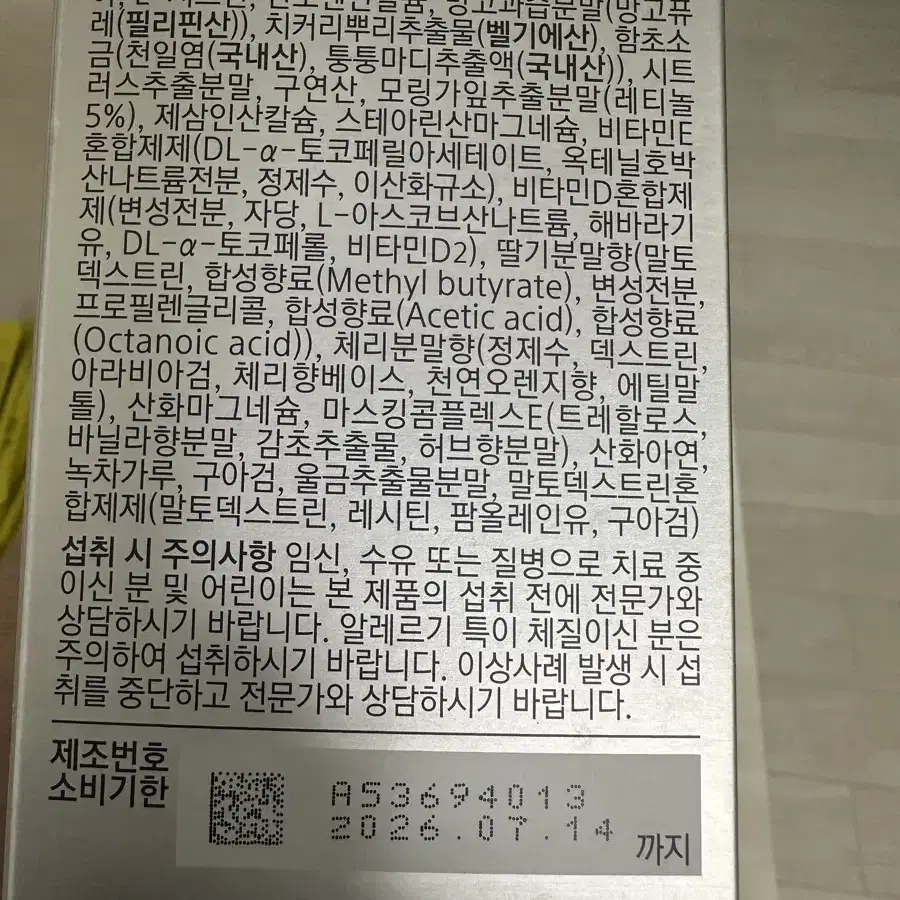 망고과즙분말(망고퓨
레(필리핀산)), 치커리뿌리추출물(벨기에산), 함초소
금(천일염(국내산), 퉁퉁마디추출액(국내산)), 시트
러스추출분말, 구연산, 모링가잎추출분말(레티놀
5%), 제삼인산칼슘, 스테아린산마그네슘, 비타민E
혼합제제(DL-α-토코페릴아세테이트, 옥테닐호박
산나트륨전분, 정제수, 이산화규소), 비타민D혼합제
제(변성전분, 자당, L-아스코브산나트륨, 해바라기
유, DL-α-토코페롤, 비타민D2), 딸기분말향(말토
덱스트린, 합성향료(Methyl butyrate), 변성전분,
프로필렌글리콜, 합성향료(Acetic acid), 합성향료
(Octanoic acid)), 체리분말향(정제수, 덱스트린,
아라비아검, 체리향베이스, 천연오렌지향, 에틸말
톨), 산화마그네슘, 마스킹콤플렉스E(트레할로스,
바닐라향분말, 감초추출물, 허브향분말), 산화아연,
녹차가루, 구아검, 울금추출물분말, 말토덱스트린혼
합제제(말토덱스트린, 레시틴, 팜올레인유, 구아검)
섭취 시 주의사항 임신, 수유 또는 질병으로 치료 중
이신 분 및 어린이는 본 제품의 섭취 전에 전문가와
상담하시기 바랍니다. 알레르기 특이 체질이신 분은
주의하여 섭취하시기 바랍니다. 이상사례 발생 시 섭
취를 중단하고 전문가와 상담하시기 바랍니다.
제조번호 A53694013
소비기한 2026.07.14 까지